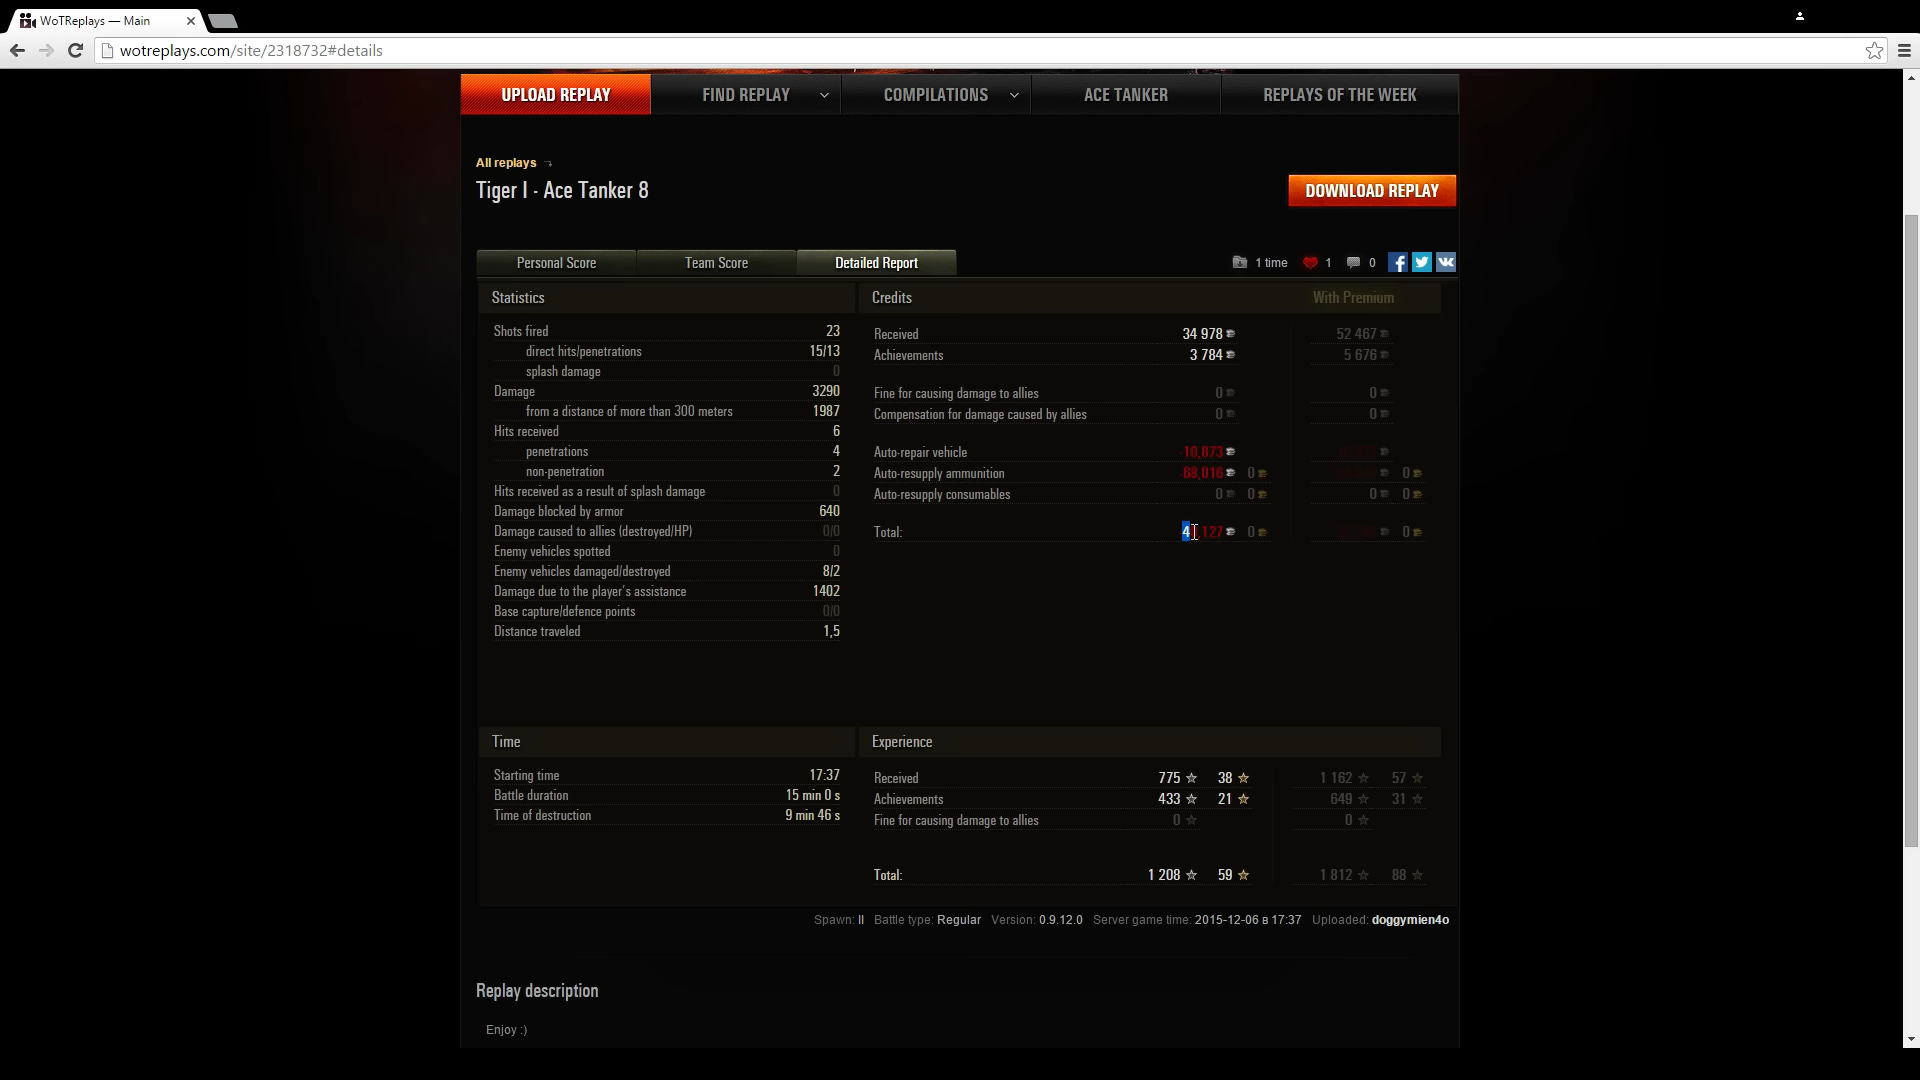 WoTReplays — Main
wotreplays.com/site/2318732#details
UPLOAD REPLAY FIND REPLAY COMPILATIONS ACE TANKER REPLAYS OF THE WEEK
All replays
Tiger I - Ace Tanker 8
DOWNLOAD REPLAY
Personal Score Team Score Detailed Report 1 time 1 0
Statistics Credits With Premium
Shots fired 23 Received 34 978 52 467
direct hits/penetrations 15/13 Achievements 3 784 5 676
splash damage 0
Damage 3290 Fine for causing damage to allies 0 0
from a distance of more than 300 meters 1987 Compensation for damage caused by allies 0 0
Hits received 6
penetrations 4 Auto-repair vehicle -10,873
non-penetration 2 Auto-resupply ammunition -68,016 0 0
Hits received as a result of splash damage 0 Auto-resupply consumables 0 0 0 0
Damage blocked by armor 640
Damage caused to allies (destroyed/HP) 0/0 Total: 0 0
Enemy vehicles spotted 0
Enemy vehicles damaged/destroyed 8/2
Damage due to the player's assistance 1402
Base capture/defence points 0/0
Distance traveled 1,5
Time Experience
Starting time 17:37 Received 775 38 1 162 57
Battle duration 15 min 0 s Achievements 433 21 649 31
Time of destruction 9 min 46 s Fine for causing damage to allies 0 0
Total: 1 208 59 1 812 88
Spawn: II Battle type: Regular Version: 0.9.12.0 Server game time: 2015-12-06 в 17:37 Uploaded: doggymien4o
Replay description
Enjoy :)